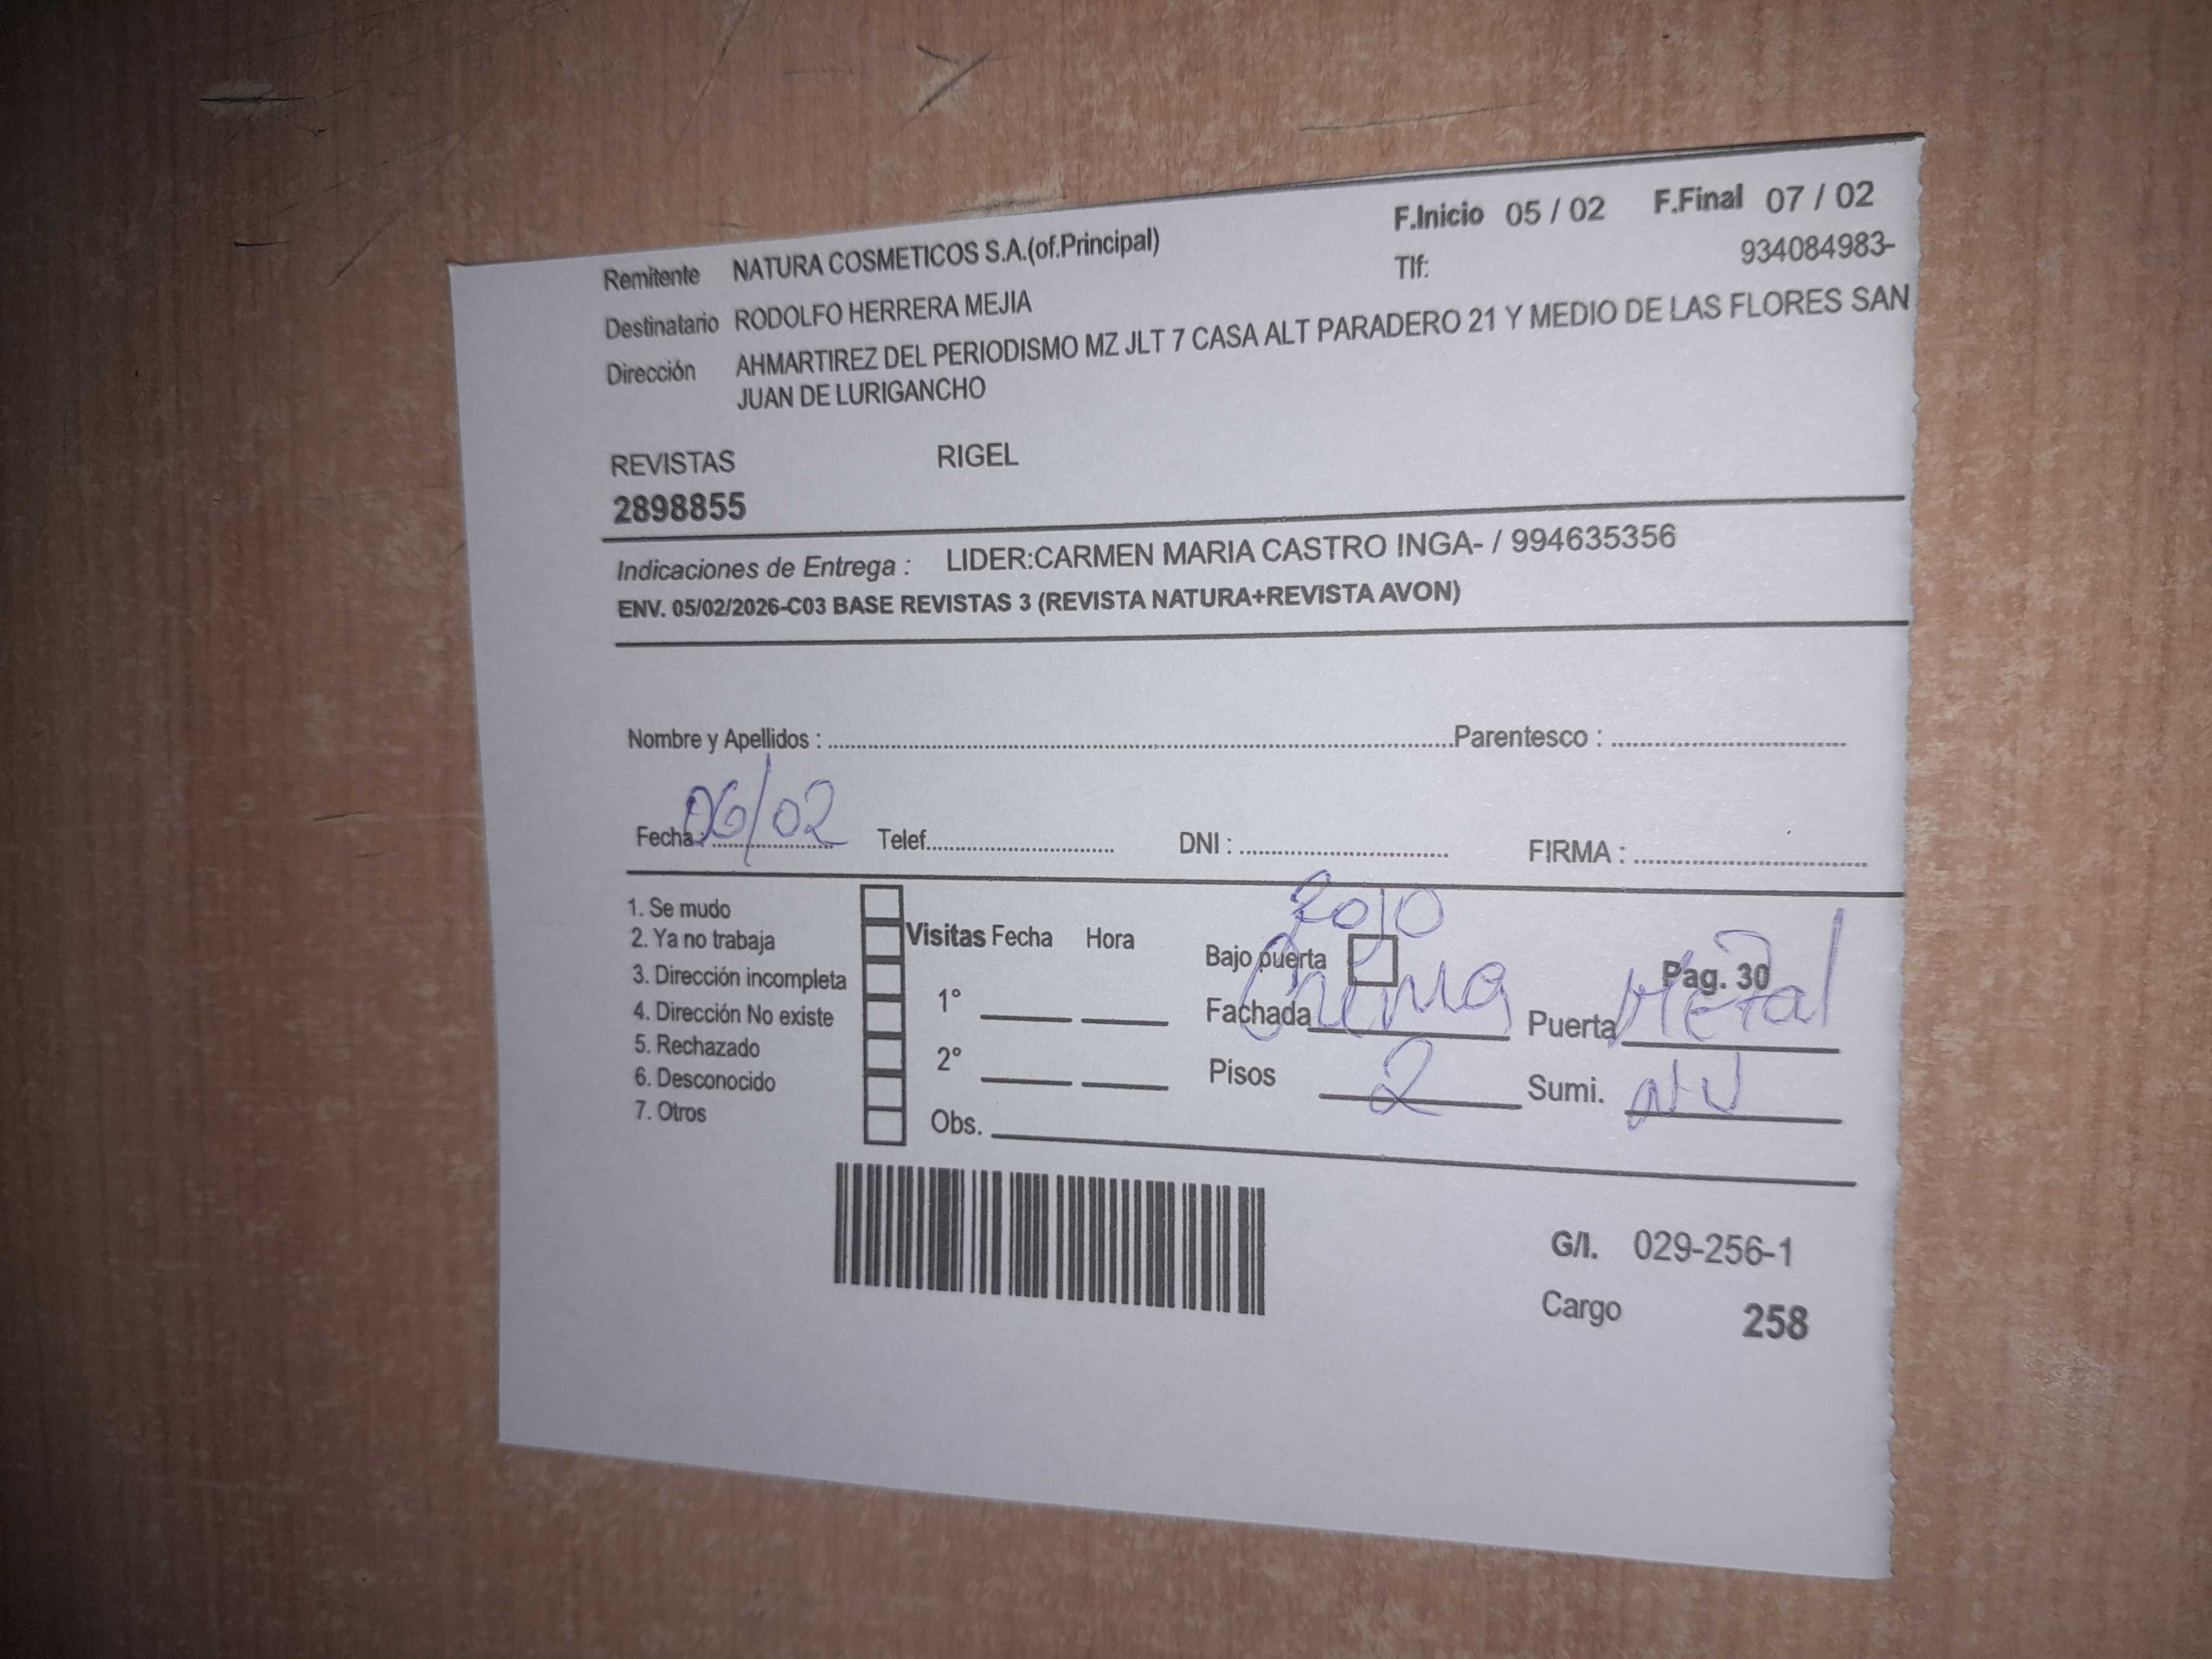 F.Inicio 05 / 02 F.Final 07 / 02
Remitente NATURA COSMETICOS S.A.(of.Principal) Tlf: 934084983-
Destinatario RODOLFO HERRERA MEJIA
Dirección AHMARTIREZ DEL PERIODISMO MZ JLT 7 CASA ALT PARADERO 21 Y MEDIO DE LAS FLORES SAN
JUAN DE LURIGANCHO
REVISTAS RIGEL
2898855
Indicaciones de Entrega : LIDER:CARMEN MARIA CASTRO INGA- / 994635356
ENV. 05/02/2026-C03 BASE REVISTAS 3 (REVISTA NATURA+REVISTA AVON)
Nombre y Apellidos : Parentesco :
Fecha : 06/02 Telef. DNI : FIRMA :
1. Se mudo
2. Ya no trabaja
3. Dirección incompleta
4. Dirección No existe
5. Rechazado
6. Desconocido
7. Otros
Visitas Fecha Hora
1°
2°
Obs.
Rojo
Bajo puerta Pag. 30
Fachada Crema Puerta Metal
Pisos 2 Sumi.
G/I. 029-256-1
Cargo 258